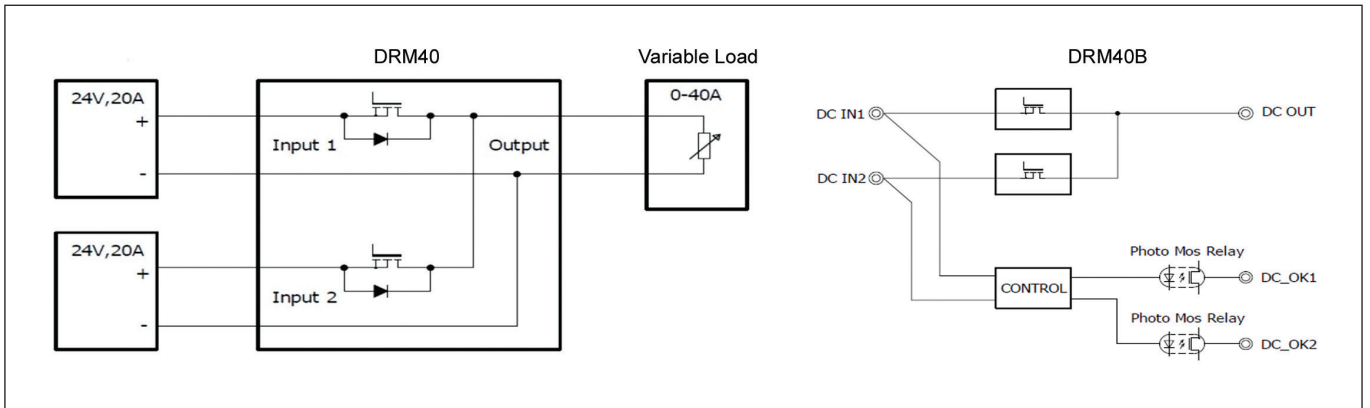 DRM40
Variable Load
DRM40B
24V,20A
+
-
Input 1
Output
0-40A
24V,20A
+
-
Input 2
DC IN1
DC OUT
DC IN2
CONTROL
Photo Mos Relay
DC_OK1
Photo Mos Relay
DC_OK2